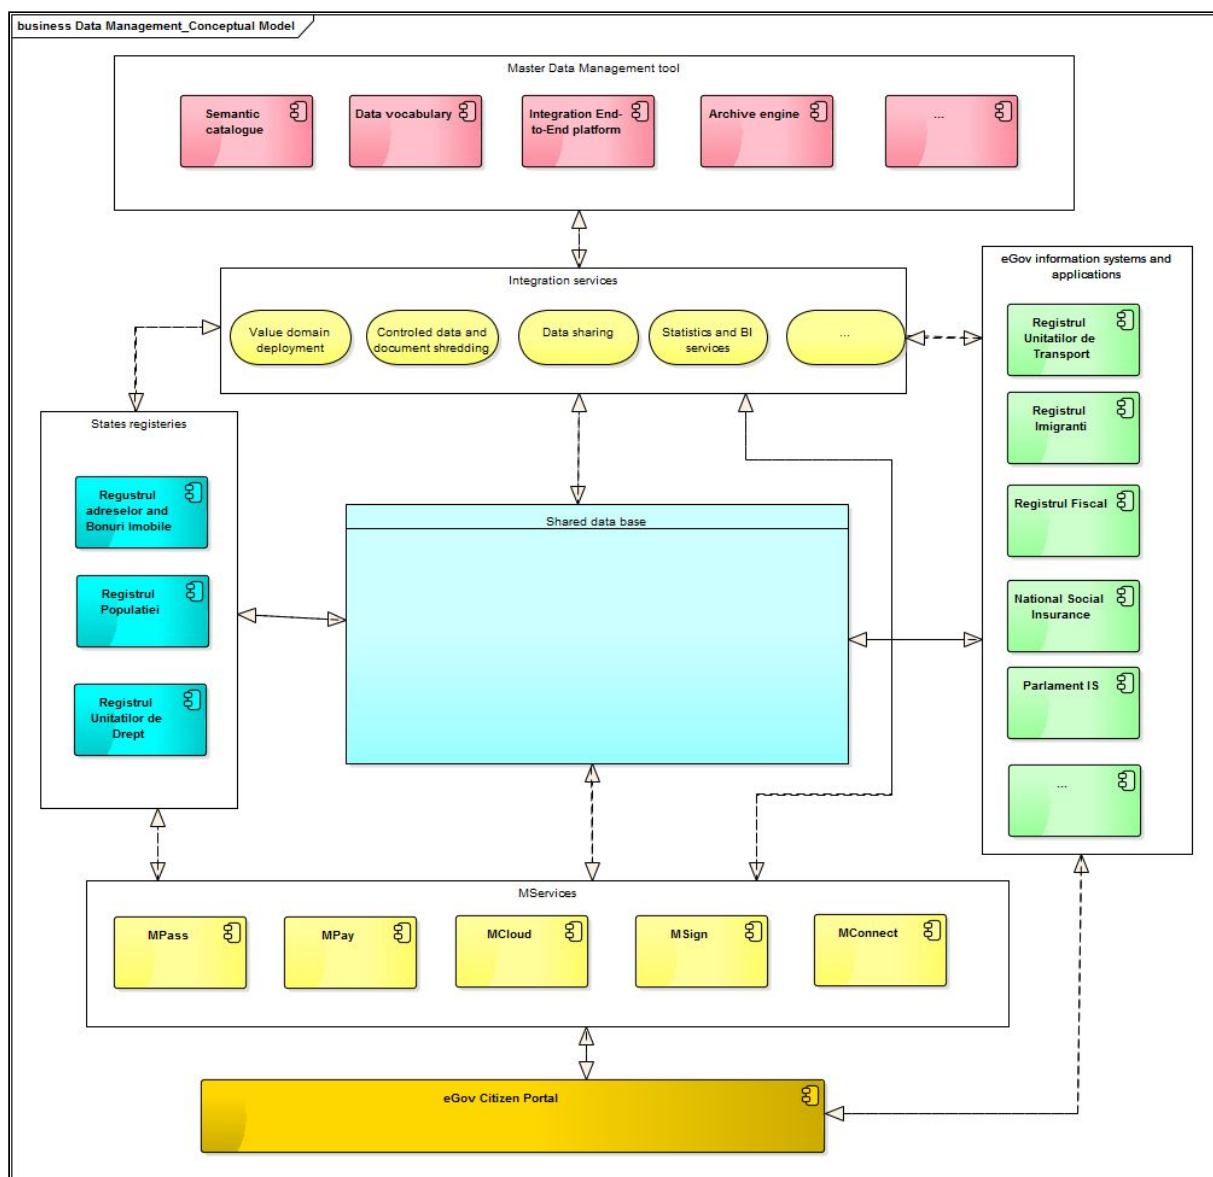 business Data Management_Conceptual Model
Master Data Management tool
Semantic
catalogue
Data vocabulary
Integration End-
to-End platform
Archive engine
...
Integration services
Value domain
deployment
Controled data and
document shredding
Data sharing
Statistics and BI
services
...
eGov information systems and
applications
Registrul
Unitatilor de
Transport
Registrul
Imigranti
Registrul Fiscal
National Social
Insurance
Parlament IS
...
States registeries
Regustrul
adreselor and
Bonuri Imobile
Registrul
Populatiei
Registrul
Unitatilor de
Drept
Shared data base
MServices
MPass
MPay
MCloud
MSign
MConnect
eGov Citizen Portal